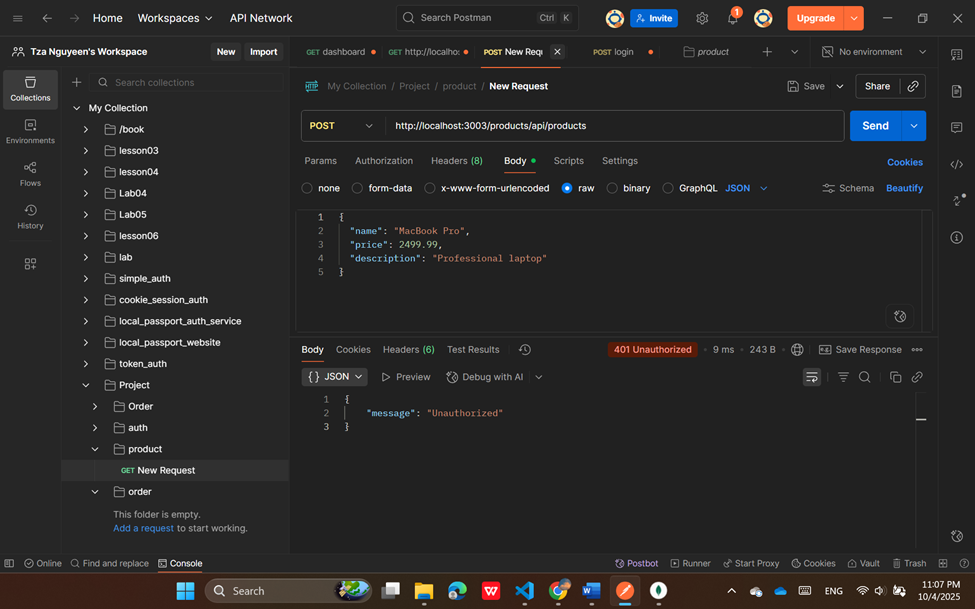 Home Workspaces API Network Search Postman Ctrl K Invite 1 Upgrade
Tza Nguyeen's Workspace New Import GET dashboard GET http://localho: POST New Requ POST login product No environment
Collections
Search collections
Environments
Flows
History
My Collection
/book
lesson03
lesson04
Lab04
Lab05
lesson06
lab
simple_auth
cookie_session_auth
local_passport_auth_service
local_passport_website
token_auth
Project
Order
auth
product
GET New Request
order
This folder is empty.
Add a request to start working.
HTTP My Collection / Project / product / New Request Save Share
POST http://localhost:3003/products/api/products Send
Params Authorization Headers (8) Body Scripts Settings Cookies
none form-data x-www-form-urlencoded raw binary GraphQL JSON Schema Beautify
1 {
2 "name": "MacBook Pro",
3 "price": 2499.99,
4 "description": "Professional laptop"
5 }
Body Cookies Headers (6) Test Results 401 Unauthorized 9 ms 243 B Save Response
{ } JSON Preview Debug with AI
1 {
2 "message": "Unauthorized"
3 }
Online Find and replace Console Postbot Runner Start Proxy Cookies Vault Trash
Search ENG 11:07 PM
10/4/2025